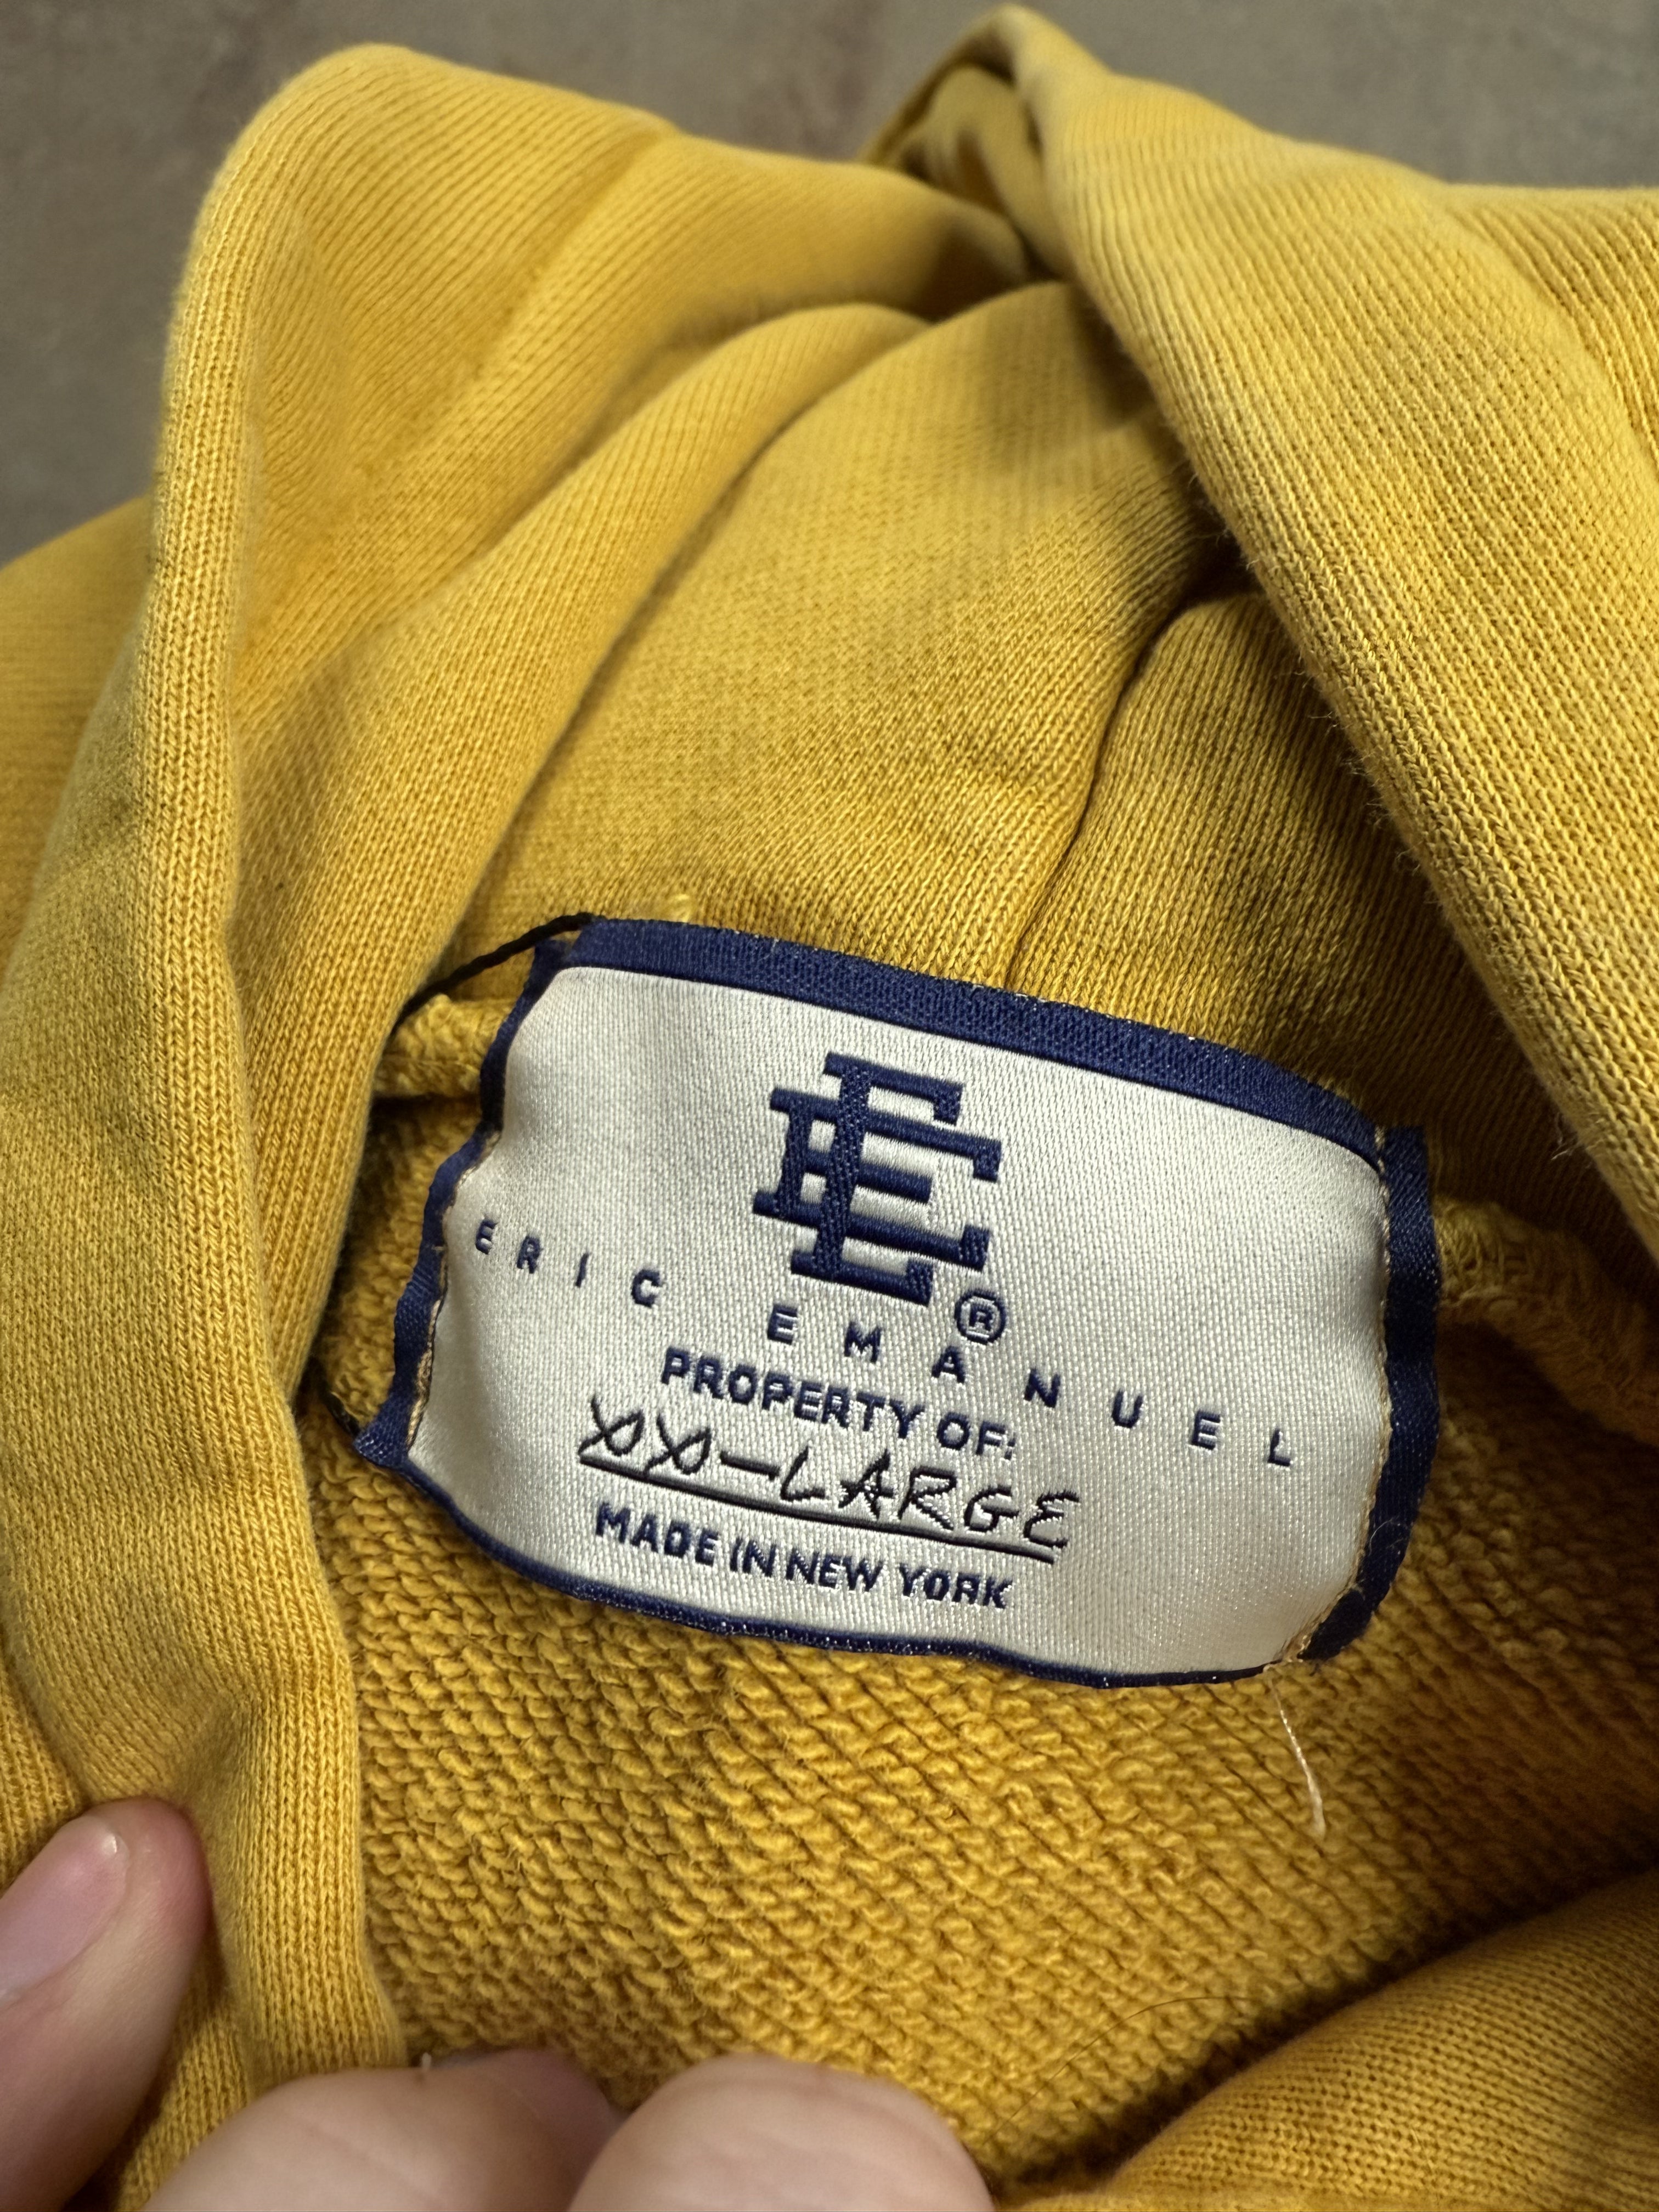 EE®
ERIC EMANUEL
PROPERTY OF:
XX-LARGE
MADE IN NEW YORK